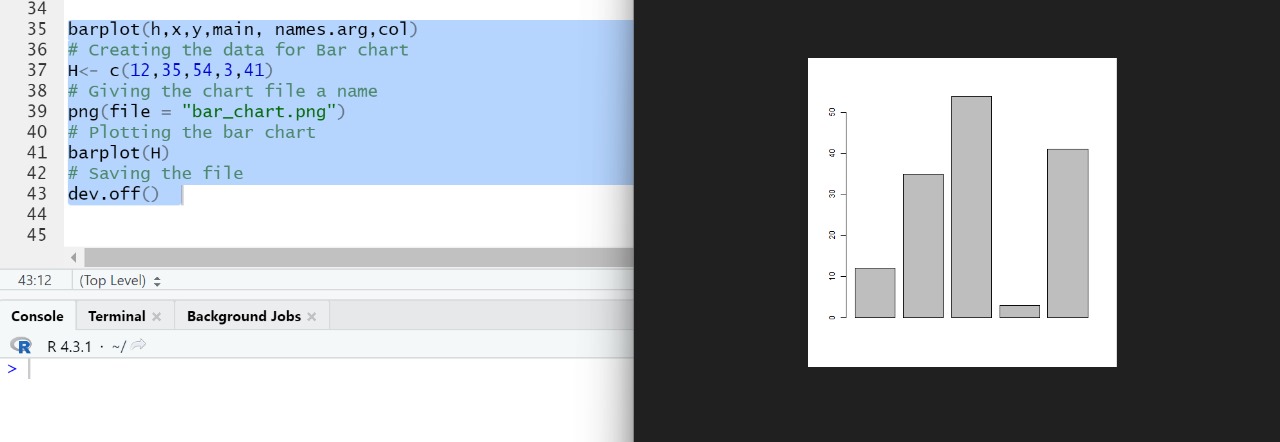 34
35 barplot(h,x,y,main, names.arg,col)
36 # Creating the data for Bar chart
37 H<- c(12,35,54,3,41)
38 # Giving the chart file a name
39 png(file = "bar_chart.png")
40 # Plotting the bar chart
41 barplot(H)
42 # Saving the file
43 dev.off()
44
45
43:12 (Top Level)
Console Terminal × Background Jobs ×
R R 4.3.1 · ~/
>
50
40
30
20
10
0